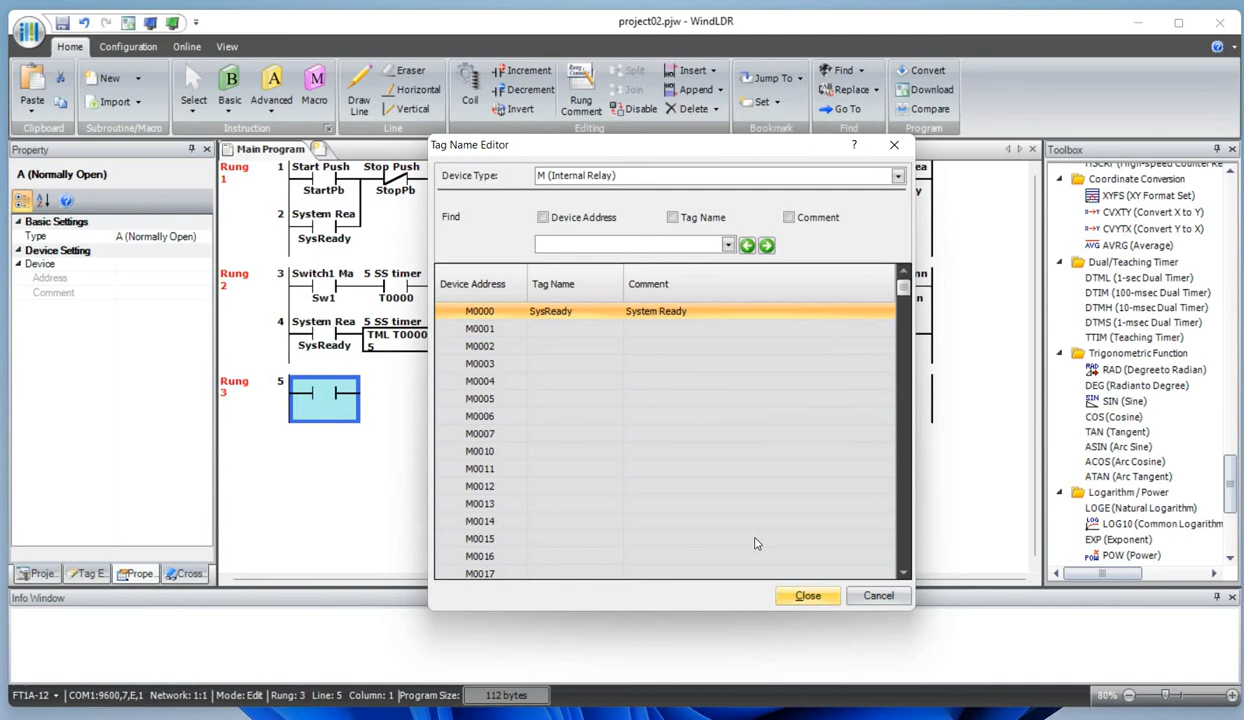 project02.pjw - WindLDR
Home Configuration Online View
Paste New Import
Clipboard Subroutine/Macro
Select Basic Advanced Macro
B A M
Instruction
Draw Line Eraser Horizontal Vertical
Line
Coil Increment Decrement Invert Rung Comment Split Join Disable Insert Append Delete
Editing
Jump To Set
Bookmark
Find Replace Go To
Find
Convert Download Compare
Program
Property
A (Normally Open)
Basic Settings
Type A (Normally Open)
Device Setting
Device
Address
Comment
Proje Tag E Prope Cross
Main Program
Rung 1
1 Start Push Stop Push
StartPb StopPb
2 System Rea
SysReady
Rung 2
3 Switch1 Ma 5 SS timer
Sw1 T0000
4 System Rea 5 SS timer
SysReady TML T0000
5
Rung 3
5
Tag Name Editor
Device Type: M (Internal Relay)
Find Device Address Tag Name Comment
Device Address Tag Name Comment
M0000 SysReady System Ready
M0001
M0002
M0003
M0004
M0005
M0006
M0007
M0010
M0011
M0012
M0013
M0014
M0015
M0016
M0017
Close Cancel
Toolbox
Coordinate Conversion
XYFS (XY Format Set)
CVXTY (Convert X to Y)
CVYTX (Convert Y to X)
AVRG (Average)
Dual/Teaching Timer
DTML (1-sec Dual Timer)
DTIM (100-msec Dual Timer)
DTMH (10-msec Dual Timer)
DTMS (1-msec Dual Timer)
TTIM (Teaching Timer)
Trigonometric Function
RAD (Degreeto Radian)
DEG (Radianto Degree)
SIN (Sine)
COS (Cosine)
TAN (Tangent)
ASIN (Arc Sine)
ACOS (Arc Cosine)
ATAN (Arc Tangent)
Logarithm / Power
LOGE (Natural Logarithm)
LOG10 (Common Logarithm
EXP (Exponent)
POW (Power)
Info Window
FT1A-12 COM1:9600,7,E,1 Network: 1:1 Mode: Edit Rung: 3 Line: 5 Column: 1 Program Size: 112 bytes 80%